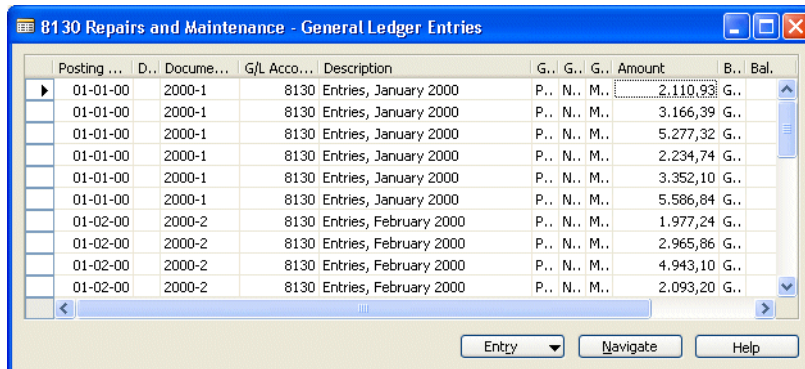 8130 Repairs and Maintenance - General Ledger Entries
Posting ... D.. Docume... G/L Acco... Description G.. G.. G.. Amount B.. Bal.
01-01-00 2000-1 8130 Entries, January 2000 P.. N.. M.. 2.110,93 G..
01-01-00 2000-1 8130 Entries, January 2000 P.. N.. M.. 3.166,39 G..
01-01-00 2000-1 8130 Entries, January 2000 P.. N.. M.. 5.277,32 G..
01-01-00 2000-1 8130 Entries, January 2000 P.. N.. M.. 2.234,74 G..
01-01-00 2000-1 8130 Entries, January 2000 P.. N.. M.. 3.352,10 G..
01-01-00 2000-1 8130 Entries, January 2000 P.. N.. M.. 5.586,84 G..
01-02-00 2000-2 8130 Entries, February 2000 P.. N.. M.. 1.977,24 G..
01-02-00 2000-2 8130 Entries, February 2000 P.. N.. M.. 2.965,86 G..
01-02-00 2000-2 8130 Entries, February 2000 P.. N.. M.. 4.943,10 G..
01-02-00 2000-2 8130 Entries, February 2000 P.. N.. M.. 2.093,20 G..
Entry Navigate Help